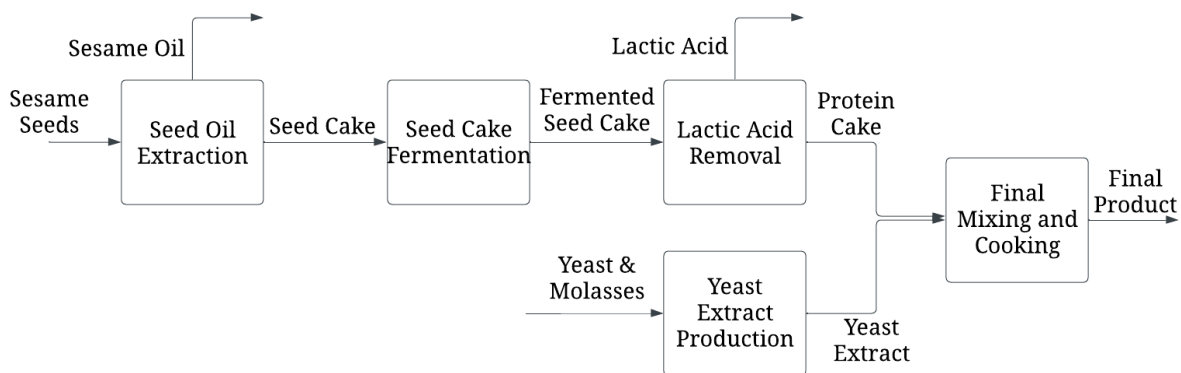 Sesame Oil
Lactic Acid
Sesame
Seeds
Seed Oil
Extraction
Seed Cake
Seed Cake
Fermentation
Fermented
Seed Cake
Lactic Acid
Removal
Protein
Cake
Final
Mixing and
Cooking
Final
Product
Yeast &
Molasses
Yeast
Extract
Production
Yeast
Extract